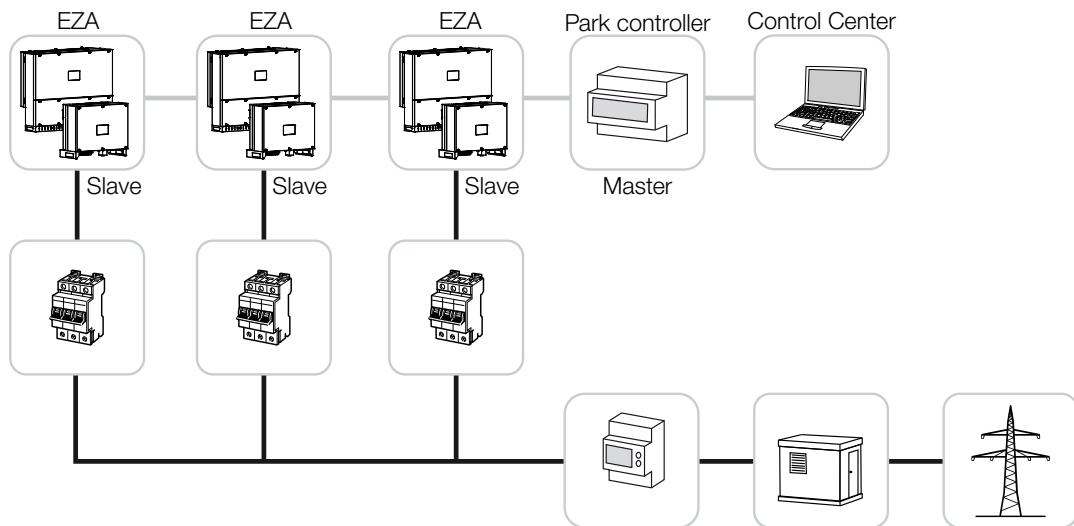 EZA
EZA
EZA
Park controller
Control Center
Slave
Slave
Slave
Master